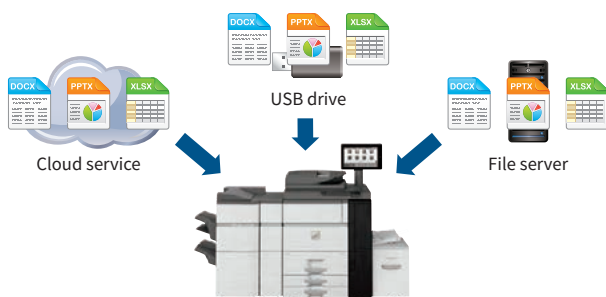 DOCX PPTX XLSX
USB drive
DOCX PPTX XLSX
Cloud service
DOCX PPTX XLSX
File server